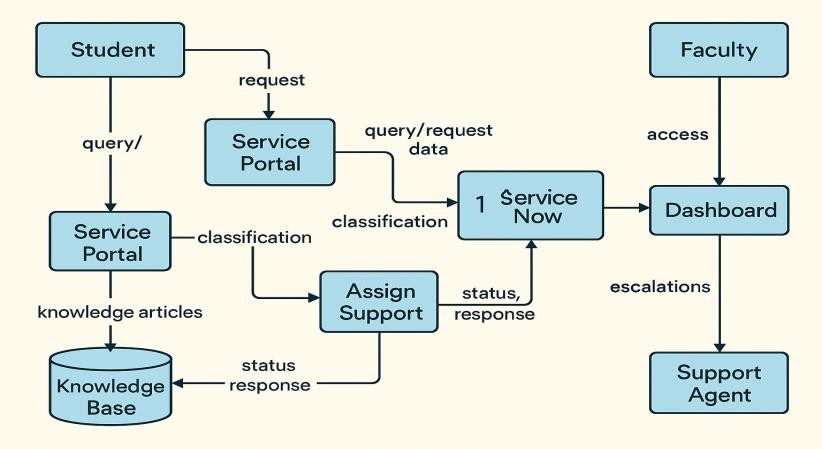 Student
Faculty
request
query/
access
Service
Portal
query/request
data
1 Service
Now
classification
Dashboard
Service
Portal
classification
knowledge articles
Assign
Support
status,
response
escalations
status
response
Knowledge
Base
Support
Agent